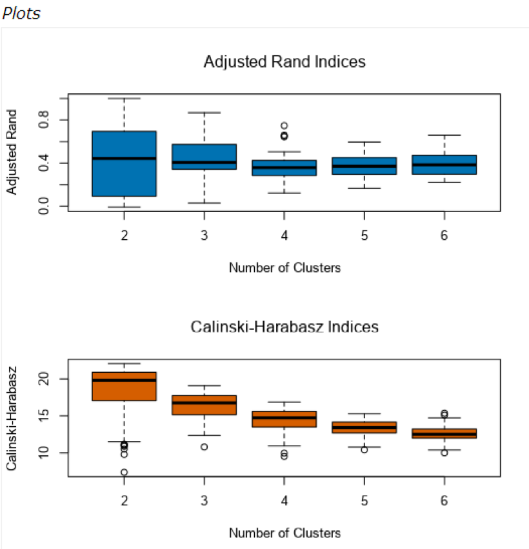 Plots
Adjusted Rand Indices
Adjusted Rand
0.8
0.4
0.0
2 3 4 5 6
Number of Clusters
Calinski-Harabasz Indices
Calinski-Harabasz
20
15
10
2 3 4 5 6
Number of Clusters